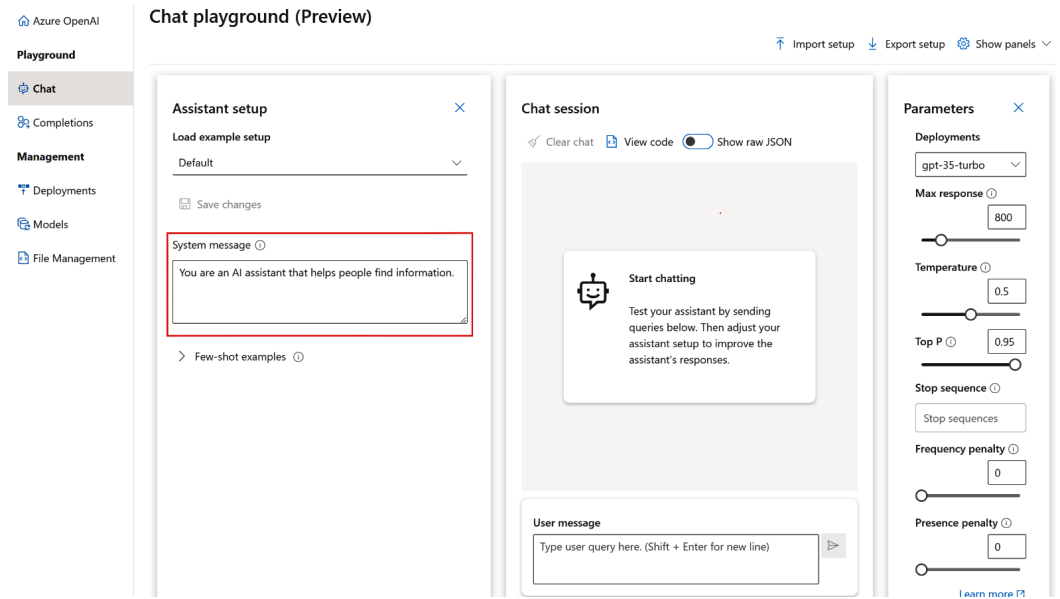 Azure OpenAI
Playground
Chat
Completions
Management
Deployments
Models
File Management
Chat playground (Preview)
Import setup
Export setup
Show panels
Assistant setup
Load example setup
Default
Save changes
System message
You are an AI assistant that helps people find information.
Few-shot examples
Chat session
Clear chat
View code
Show raw JSON
Start chatting
Test your assistant by sending
queries below. Then adjust your
assistant setup to improve the
assistant's responses.
User message
Type user query here. (Shift + Enter for new line)
Parameters
Deployments
gpt-35-turbo
Max response
800
Temperature
0.5
Top P
0.95
Stop sequence
Stop sequences
Frequency penalty
0
Presence penalty
0
Learn more